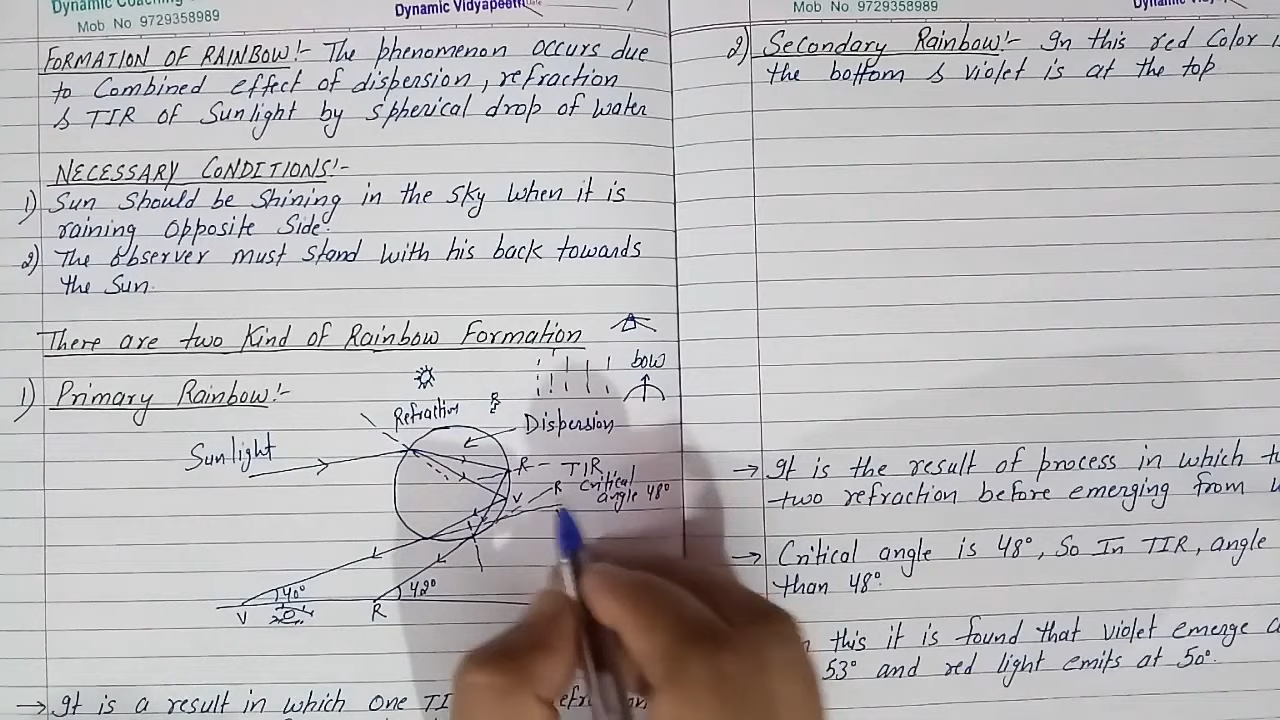 Dynamic Coaching
Mob No 9729358989
Dynamic Vidyapeeth
FORMATION OF RAINBOW:- The phenomenon occurs due
to Combined effect of dispersion, refraction
& TIR of Sunlight by Spherical drop of water
NECESSARY CONDITIONS:-
1) Sun Should be Shining in the sky when it is
raining opposite Side.
2) The observer must stand with his back towards
the Sun.
There are two Kind of Rainbow Formation
bow
1) Primary Rainbow:-
Refraction
Dispersion
Sunlight
R - TIR
Critical
angle 48°
R
V
V
40°
42°
V
R
→ It is a result in which one
Mob No 9729358989
2) Secondary Rainbow:- In this red Color
the bottom & violet is at the top
→ It is the result of process in which
two refraction before emerging from
→ Critical angle is 48°, So In TIR, angle
than 48°.
this it is found that violet emerge
53° and red light emits at 50°.